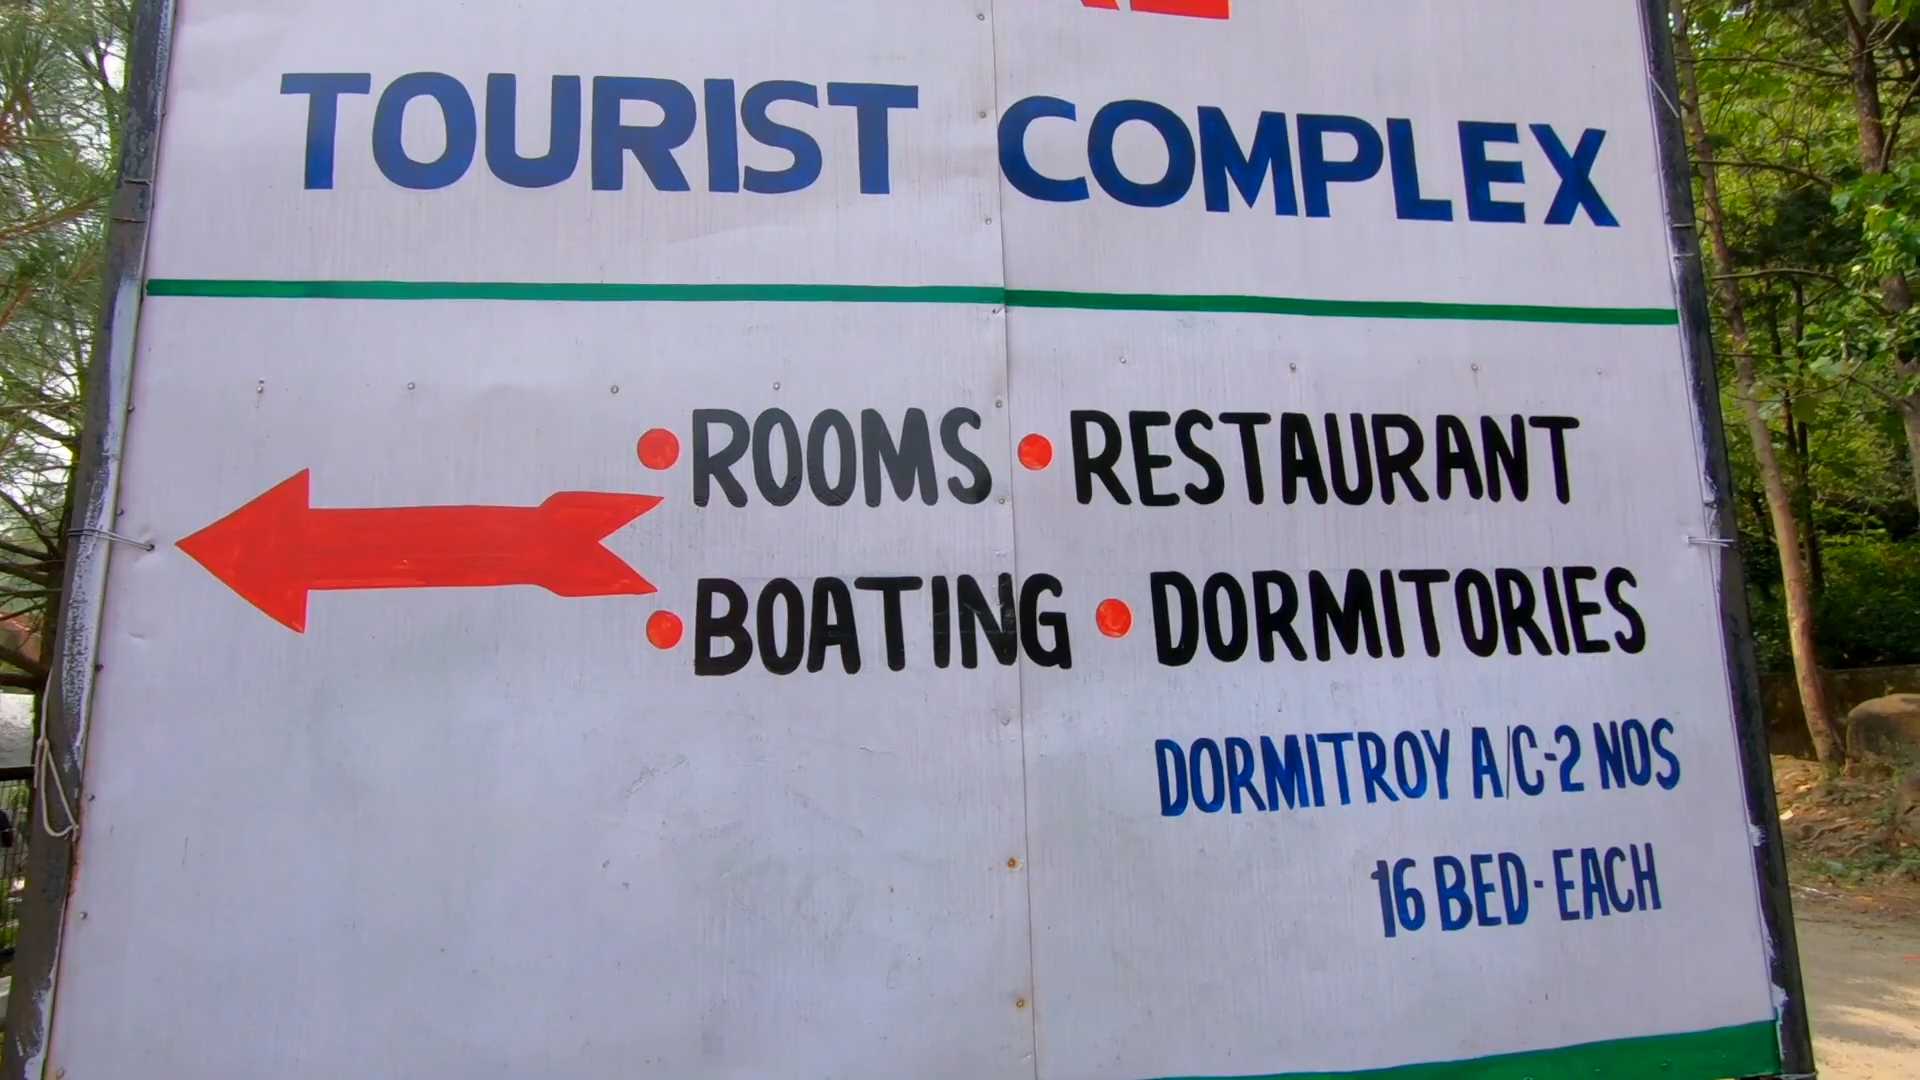 TOURIST COMPLEX
• ROOMS • RESTAURANT
• BOATING • DORMITORIES
DORMITROY A/C-2 NOS
16 BED-EACH